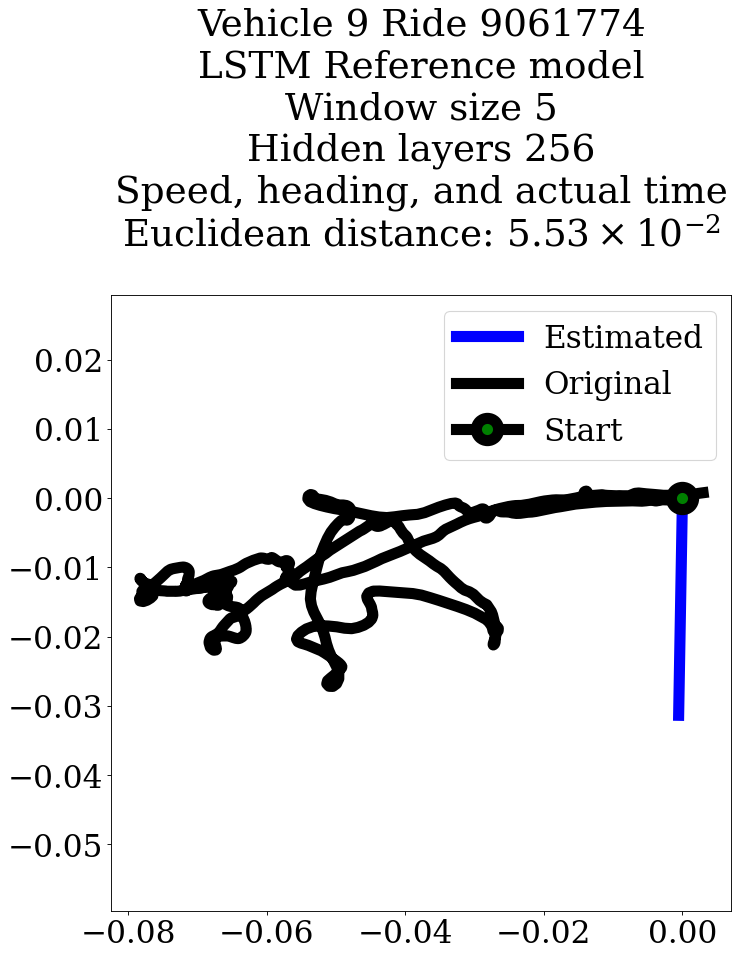 Vehicle 9 Ride 9061774
LSTM Reference model
Window size 5
Hidden layers 256
Speed, heading, and actual time
Euclidean distance: 5.53 × 10⁻²
Estimated
Original
Start
0.02
0.01
0.00
−0.01
−0.02
−0.03
−0.04
−0.05
−0.08 −0.06 −0.04 −0.02 0.00